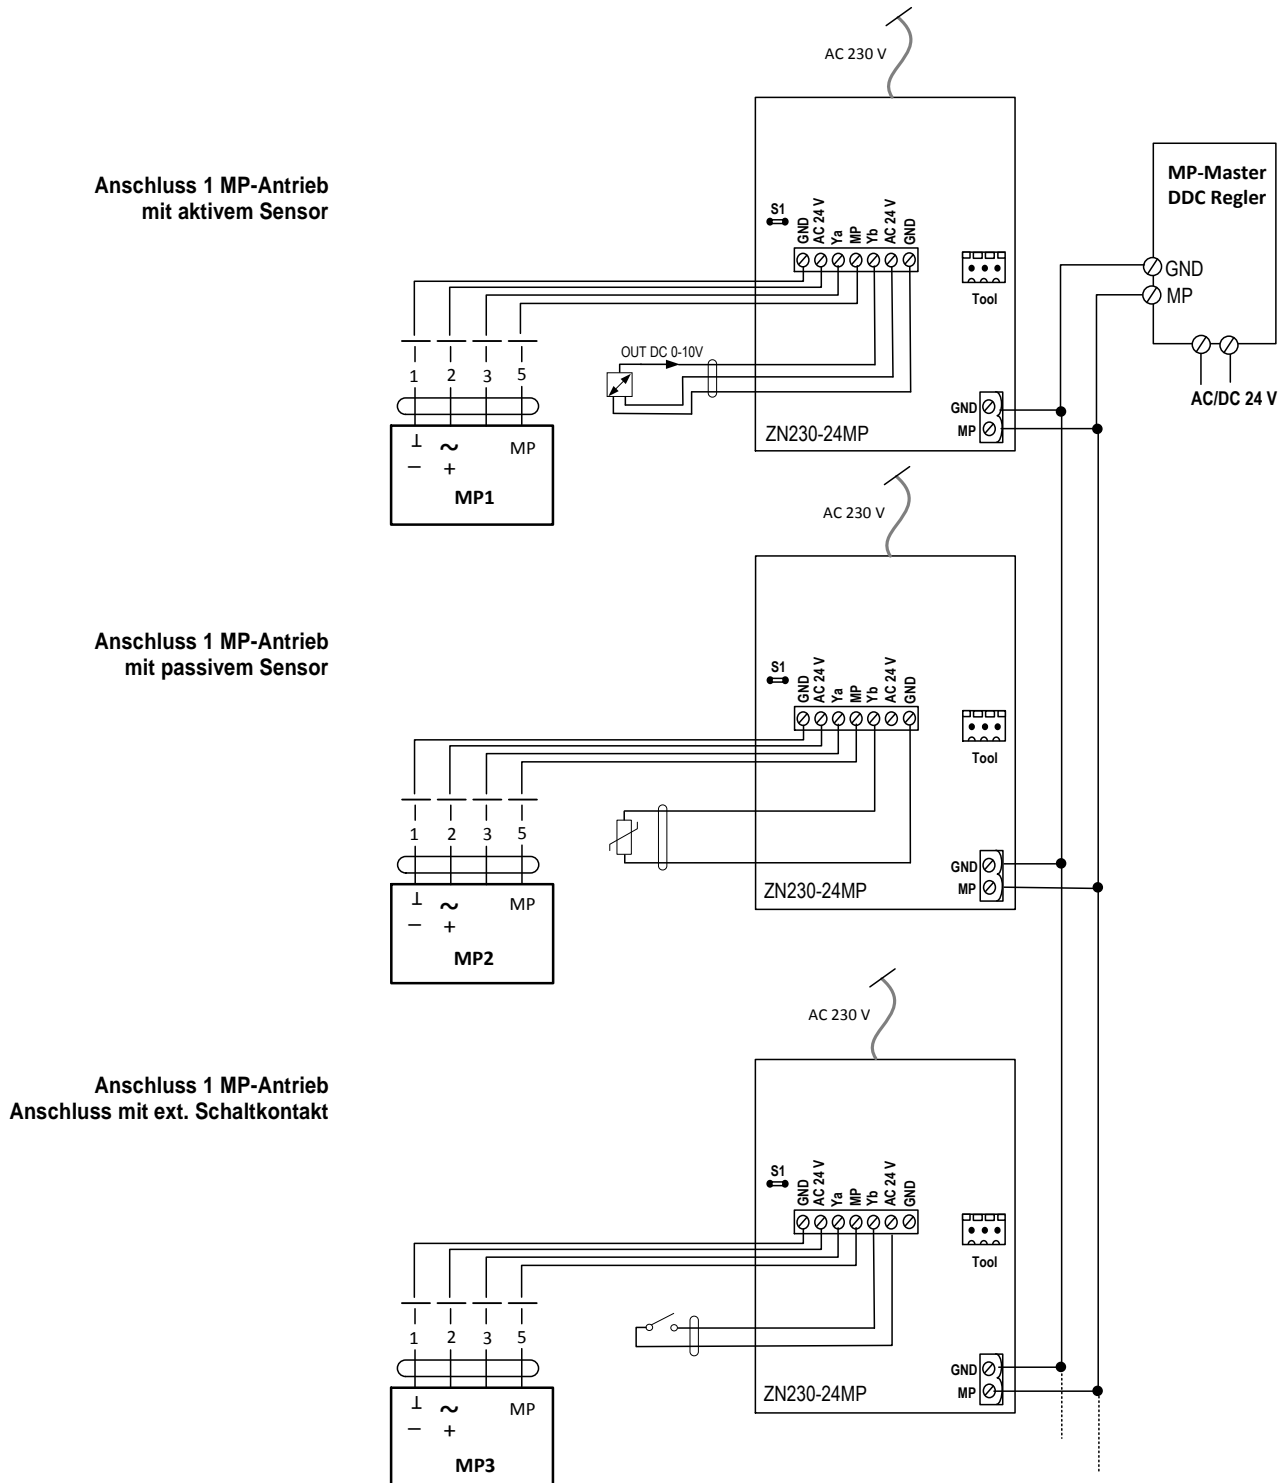 AC 230 V
Anschluss 1 MP-Antrieb
mit aktivem Sensor
MP-Master
DDC Regler
S1
GND
AC 24 V
Ya
MP
Yb
AC 24 V
GND
Tool
GND
MP
AC/DC 24 V
OUT DC 0-10V
1 2 3 5
GND
MP
ZN230-24MP
⊥ ~ MP
– +
MP1
AC 230 V
Anschluss 1 MP-Antrieb
mit passivem Sensor
S1
GND
AC 24 V
Ya
MP
Yb
AC 24 V
GND
Tool
1 2 3 5
GND
MP
ZN230-24MP
⊥ ~ MP
– +
MP2
AC 230 V
Anschluss 1 MP-Antrieb
Anschluss mit ext. Schaltkontakt
S1
GND
AC 24 V
Ya
MP
Yb
AC 24 V
GND
Tool
1 2 3 5
GND
MP
ZN230-24MP
⊥ ~ MP
– +
MP3